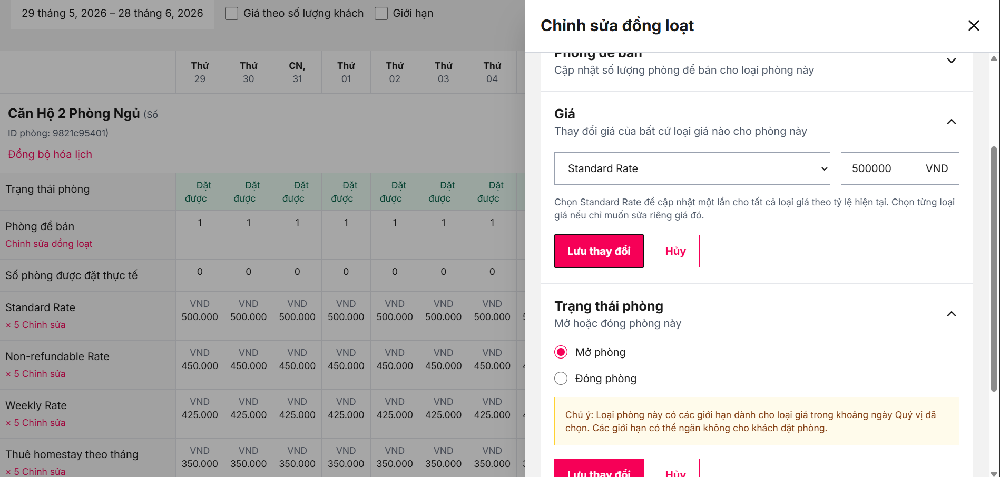 29 tháng 5, 2026 – 28 tháng 6, 2026
Giá theo số lượng khách
Giới hạn
Thứ 29
Thứ 30
CN, 31
Thứ 01
Thứ 02
Thứ 03
Thứ 04
Căn Hộ 2 Phòng Ngủ (Số
ID phòng: 9821c95401)
Đồng bộ hóa lịch
Trạng thái phòng
Đặt được
Đặt được
Đặt được
Đặt được
Đặt được
Đặt được
Đặt được
Phòng để bán
Chỉnh sửa đồng loạt
1 1 1 1 1 1 1
Số phòng được đặt thực tế
0 0 0 0 0 0 0
Standard Rate
× 5 Chỉnh sửa
VND VND VND VND VND VND VND
500.000 500.000 500.000 500.000 500.000 500.000 500.000
Non-refundable Rate
× 5 Chỉnh sửa
VND VND VND VND VND VND VND
450.000 450.000 450.000 450.000 450.000 450.000 450.000
Weekly Rate
× 5 Chỉnh sửa
VND VND VND VND VND VND VND
425.000 425.000 425.000 425.000 425.000 425.000 425.000
Thuê homestay theo tháng
× 5 Chỉnh sửa
VND VND VND VND VND VND VND
350.000 350.000 350.000 350.000 350.000 350.000 350.000
Chỉnh sửa đồng loạt
Phòng để bán
Cập nhật số lượng phòng để bán cho loại phòng này
Giá
Thay đổi giá của bất cứ loại giá nào cho phòng này
Standard Rate
500000 VND
Chọn Standard Rate để cập nhật một lần cho tất cả loại giá theo tỷ lệ hiện tại. Chọn từng loại
giá nếu chỉ muốn sửa riêng giá đó.
Lưu thay đổi
Hủy
Trạng thái phòng
Mở hoặc đóng phòng này
Mở phòng
Đóng phòng
Chú ý: Loại phòng này có các giới hạn dành cho loại giá trong khoảng ngày Quý vị đã
chọn. Các giới hạn có thể ngăn không cho khách đặt phòng.
Lưu thay đổi
Hủy